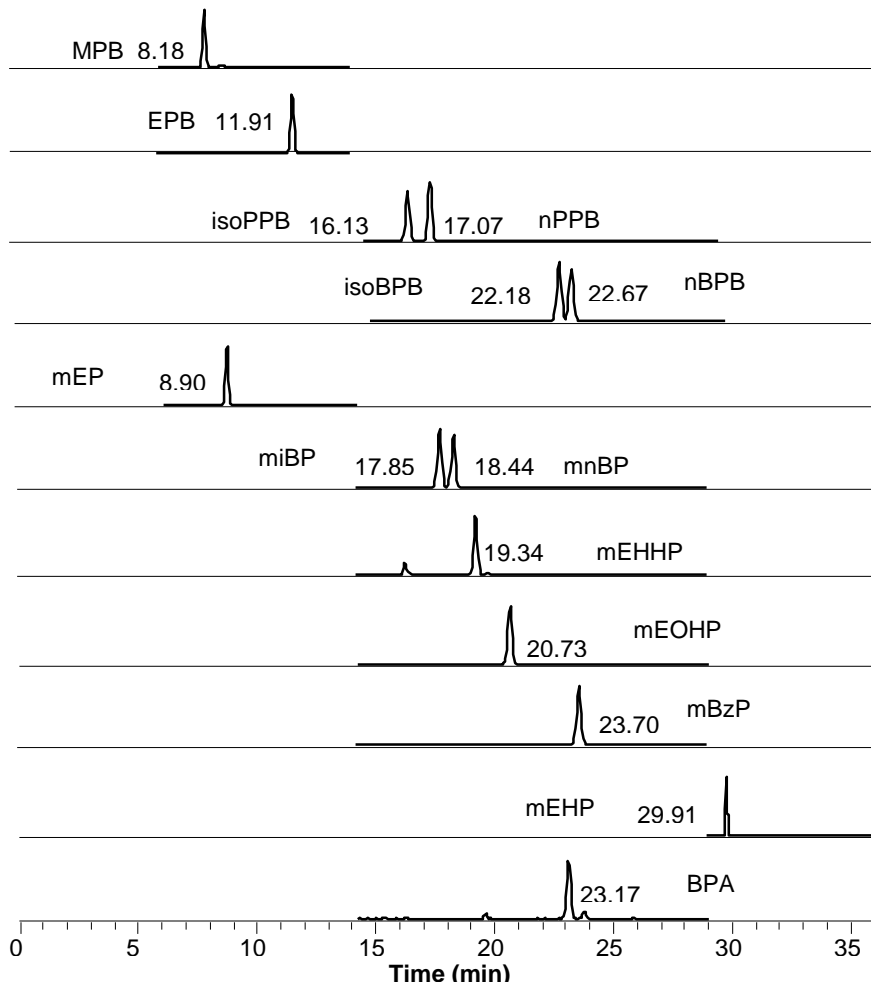 MPB 8.18
EPB 11.91
isoPPB 16.13 17.07 nPPB
isoBPB 22.18 22.67 nBPB
mEP 8.90
miBP 17.85 18.44 mnBP
19.34 mEHHP
20.73 mEOHP
23.70 mBzP
mEHP 29.91
23.17 BPA
0 5 10 15 20 25 30 35
Time (min)